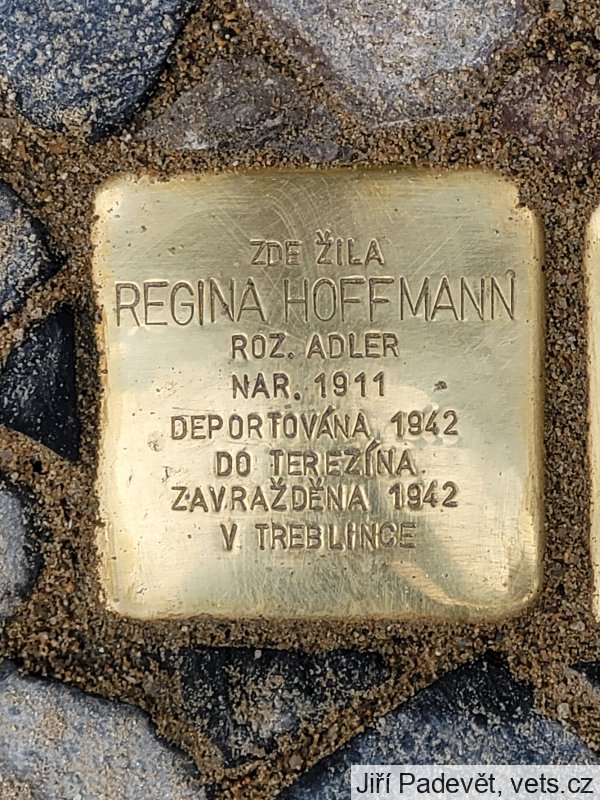 ZDE ŽILA
REGINA HOFFMANN
ROZ. ADLER
NAR. 1911
DEPORTOVÁNA 1942
DO TEREZÍNA
ZAVRAŽDĚNA 1942
V TREBLINCE
Jiří Padevět, vets.cz